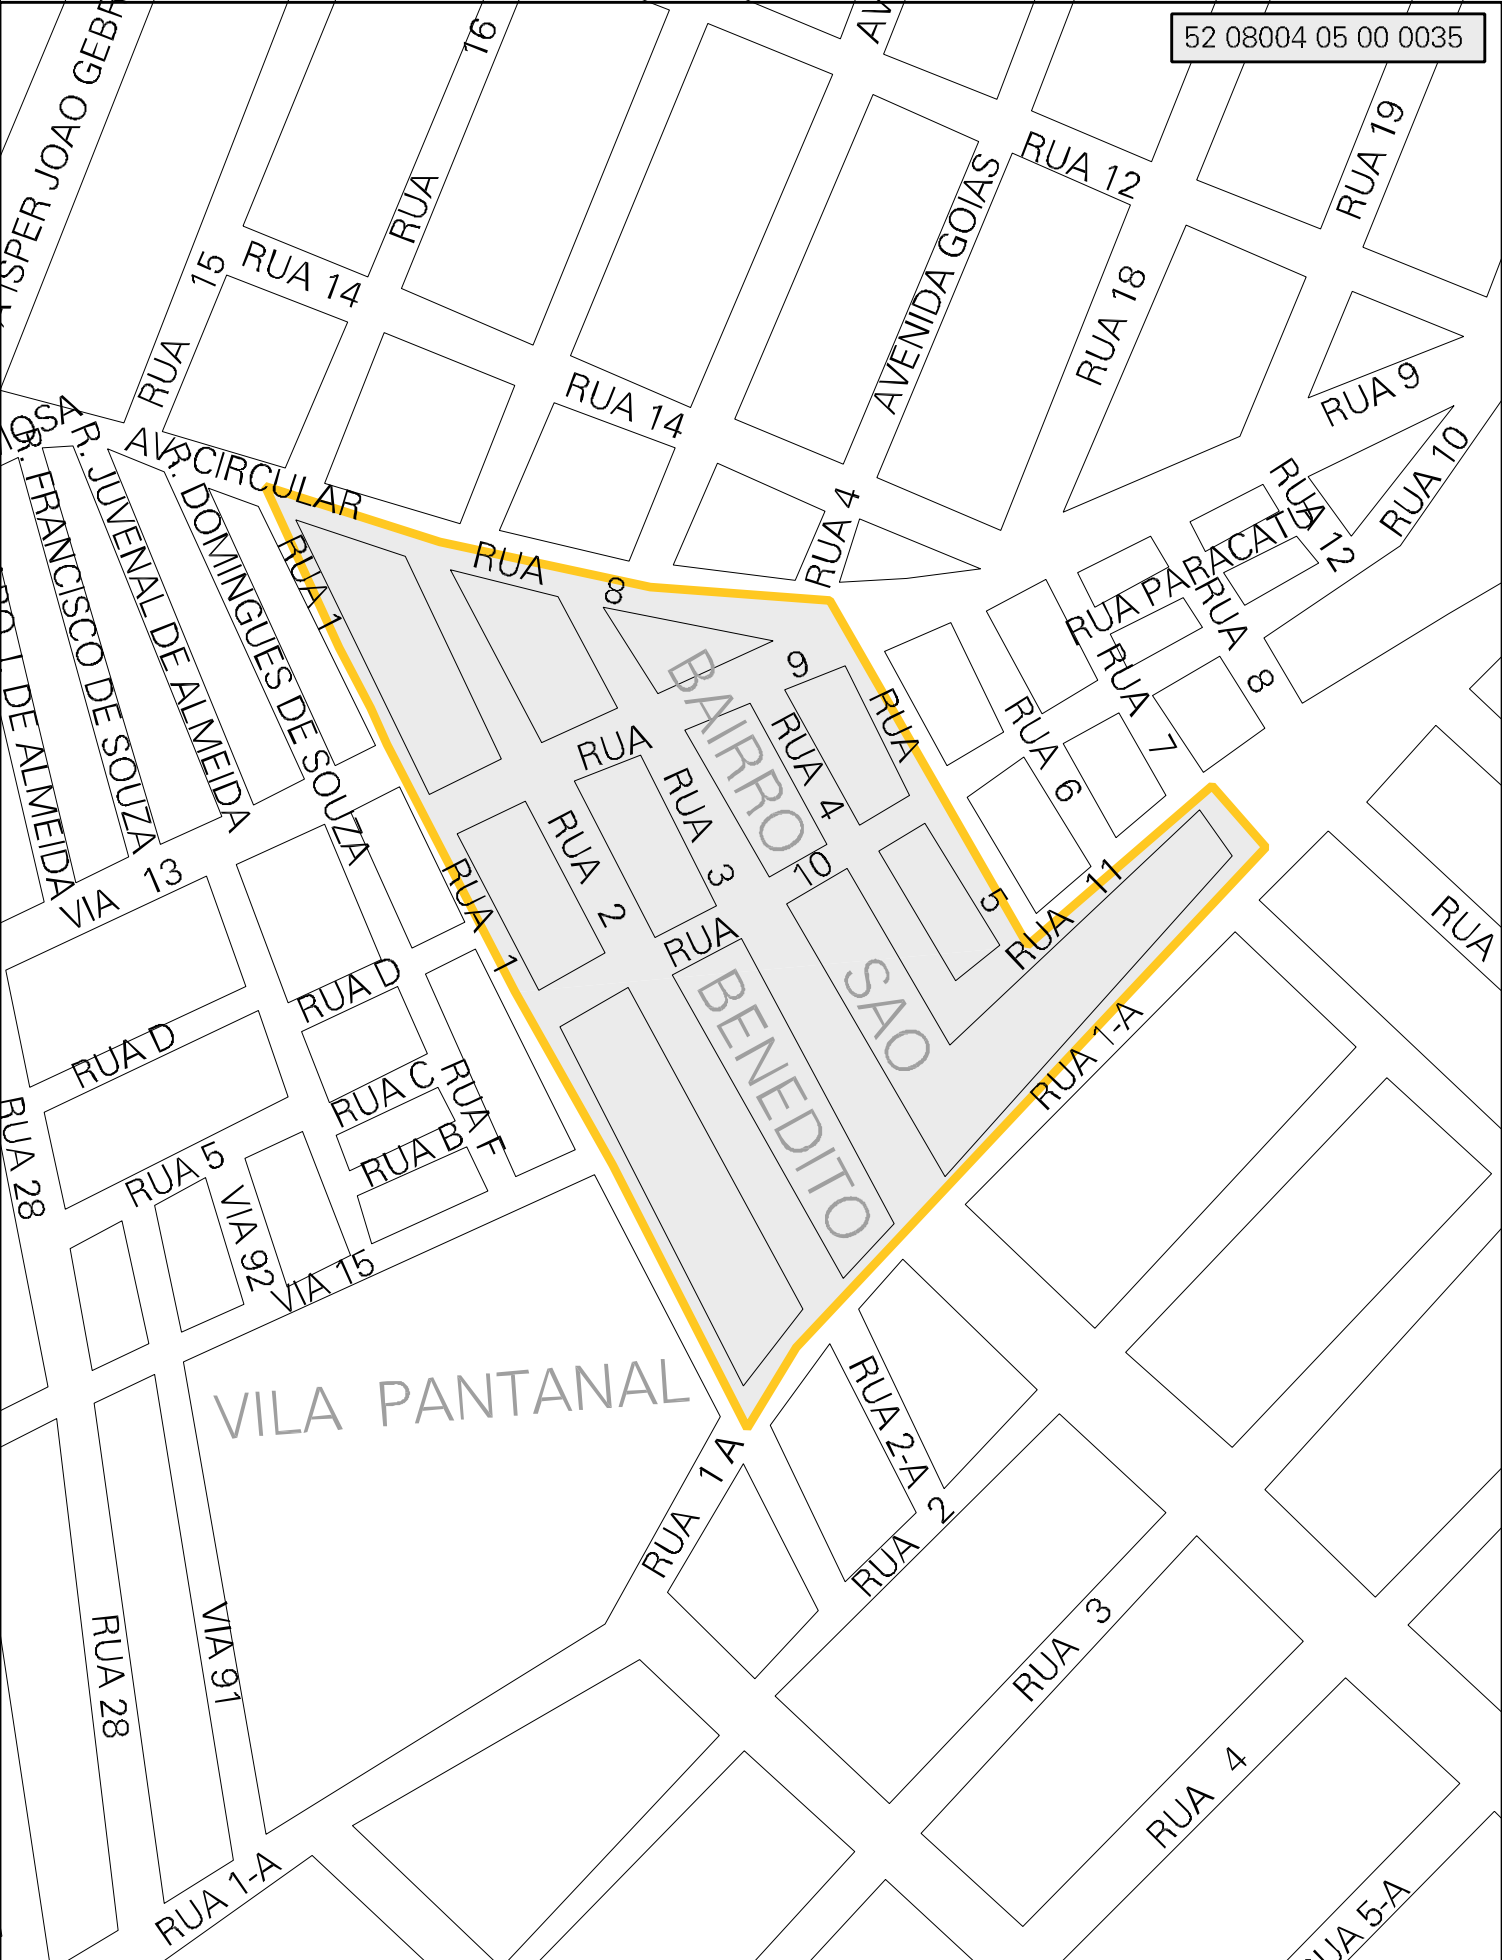 52 08004 05 00 0035
16
RUA
RUA 12
RUA 19
RUA 14
15
RUA
AVENIDA GOIAS
RUA 18
RUA 14
RUA 9
RUA 10
AV. CIRCULAR
RUA 4
RUA 12
RUA PARACATU
R. FRANCISCO DE SOUZA
R. JUVENAL DE ALMEIDA
R. DOMINGUES DE SOUZA
L DE ALMEIDA
ISPER JOAO
RUA 1
RUA 8
RUA 8
RUA 7
RUA 6
BAIRRO
SAO
BENEDITO
RUA 9
RUA 4
RUA 5
RUA 3
RUA 2
RUA 10
RUA 11
RUA 1
RUA 1-A
RUA
VIA 13
RUA D
RUA D
RUA C
RUA B
RUA F
RUA 28
RUA 5
VIA 92
VIA 15
VILA PANTANAL
RUA 1 A
RUA 2-A
RUA 2
RUA 3
RUA 4
RUA 28
VIA 91
RUA 1-A
RUA 5-A